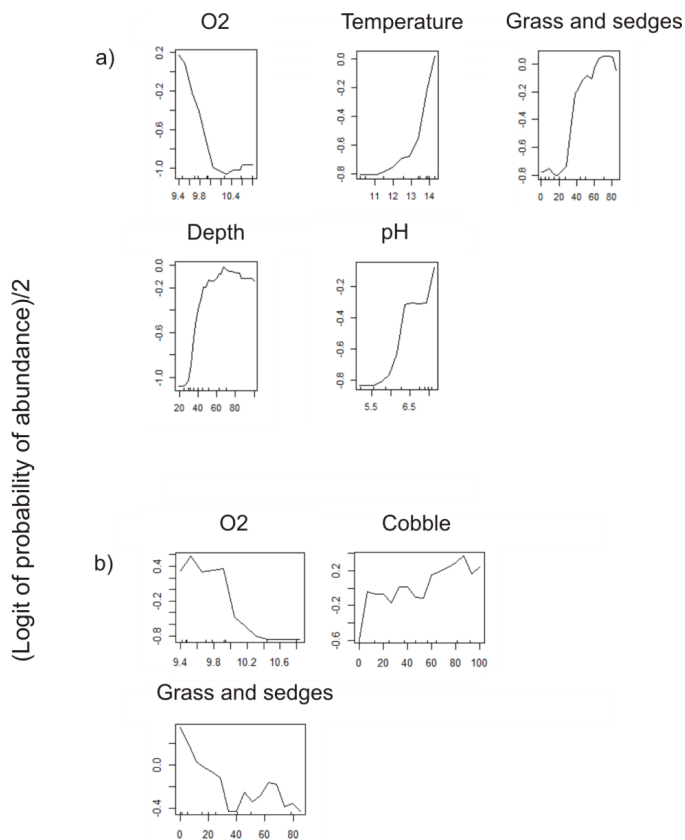 O2 Temperature Grass and sedges
a)
0.2 -0.2 -0.6 -1.0
9.4 9.8 10.4
0.0 -0.2 -0.4 -0.6 -0.8
11 12 13 14
0.0 -0.2 -0.4 -0.6 -0.8
0 20 40 60 80
Depth pH
0.0 -0.2 -0.6 -1.0
20 40 60 80
-0.2 -0.4 -0.6 -0.8
5.5 6.5
(Logit of probability of abundance)/2
O2 Cobble
b)
0.4 -0.2 -0.8
9.4 9.8 10.2 10.6
0.2 -0.2 -0.6
0 20 40 60 80 100
Grass and sedges
0.0 -0.4
0 20 40 60 80